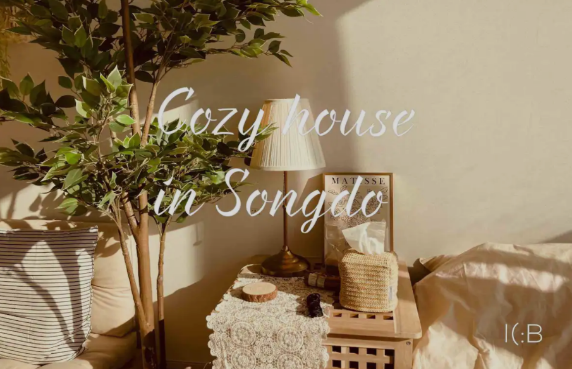 Cozy house
MATISSE
in Songdo
I(:B